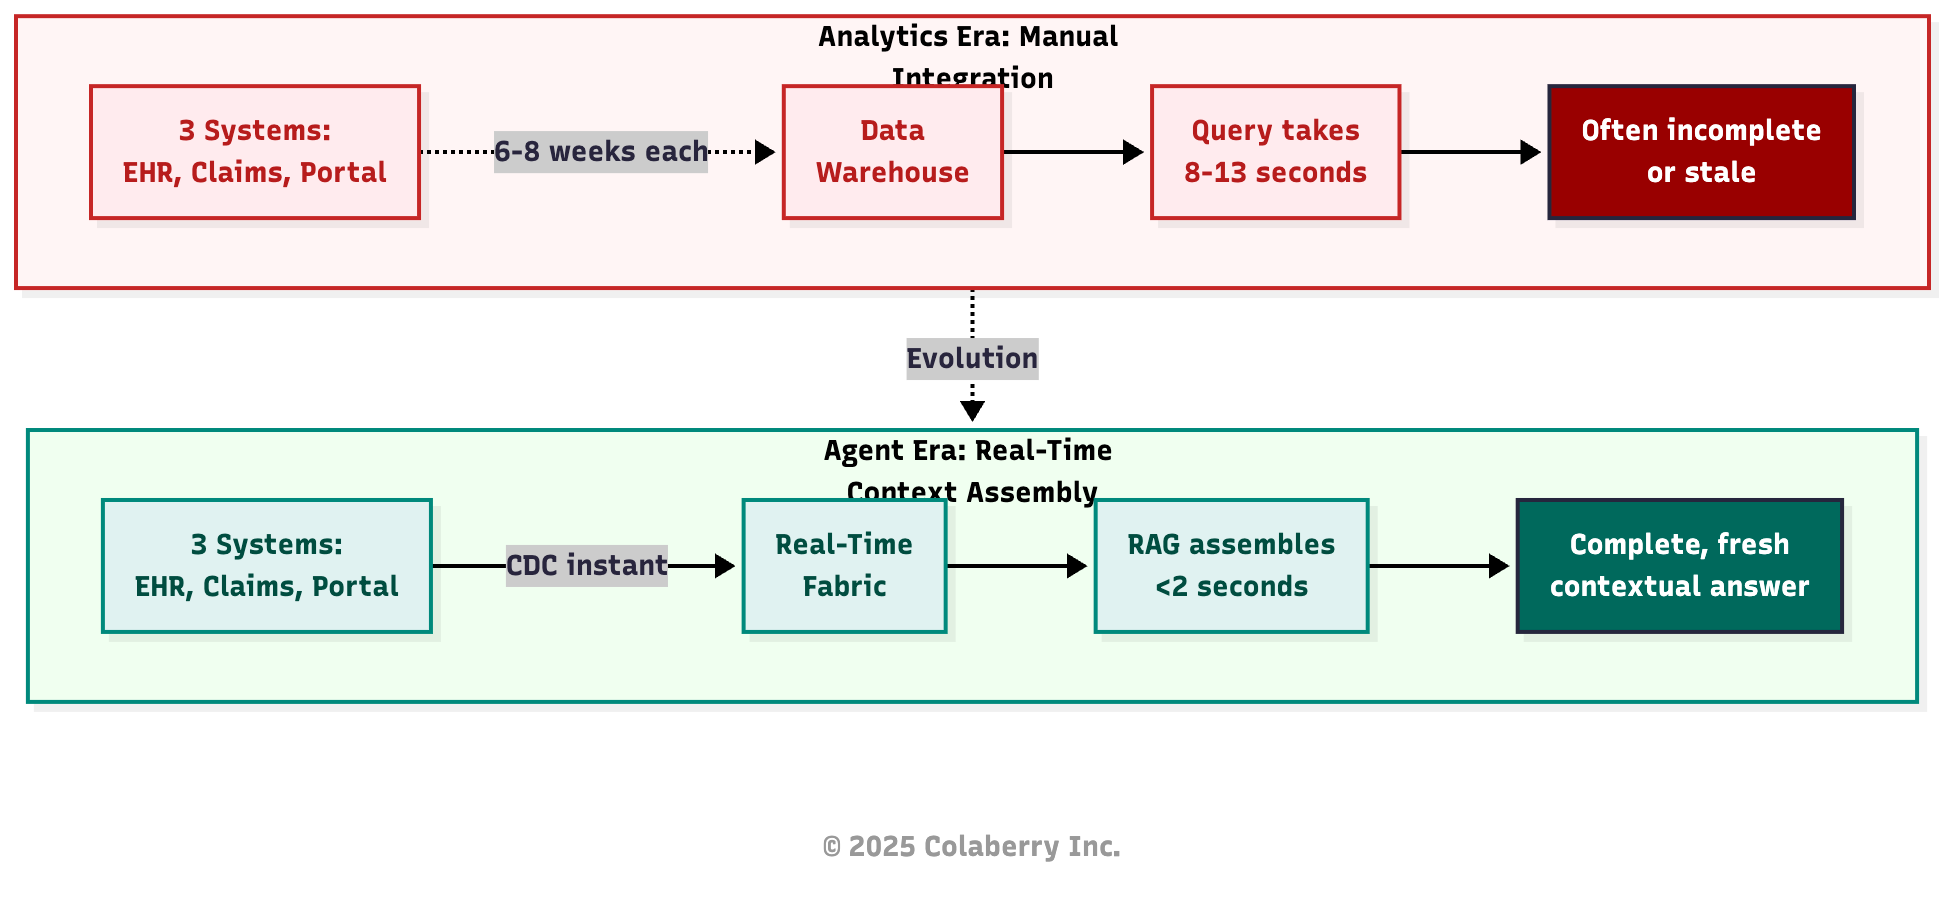 Analytics Era: Manual
Integration
3 Systems:
EHR, Claims, Portal
6-8 weeks each
Data
Warehouse
Query takes
8-13 seconds
Often incomplete
or stale
Evolution
Agent Era: Real-Time
Context Assembly
3 Systems:
EHR, Claims, Portal
CDC instant
Real-Time
Fabric
RAG assembles
<2 seconds
Complete, fresh
contextual answer
© 2025 Colaberry Inc.